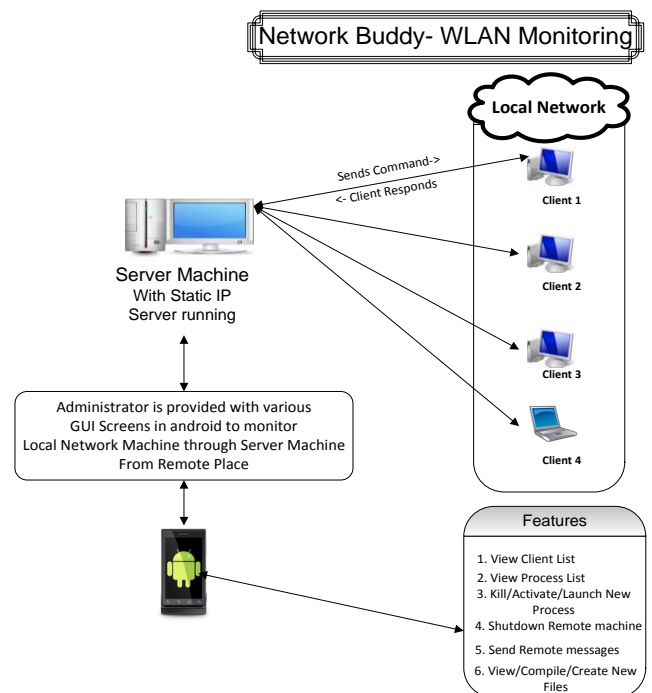 Network Buddy- WLAN Monitoring
Local Network
Sends Command->
<- Client Responds
Client 1
Client 2
Client 3
Client 4
Server Machine
With Static IP
Server running
Administrator is provided with various
GUI Screens in android to monitor
Local Network Machine through Server Machine
From Remote Place
Features
1. View Client List
2. View Process List
3. Kill/Activate/Launch New
Process
4. Shutdown Remote machine
5. Send Remote messages
6. View/Compile/Create New
Files